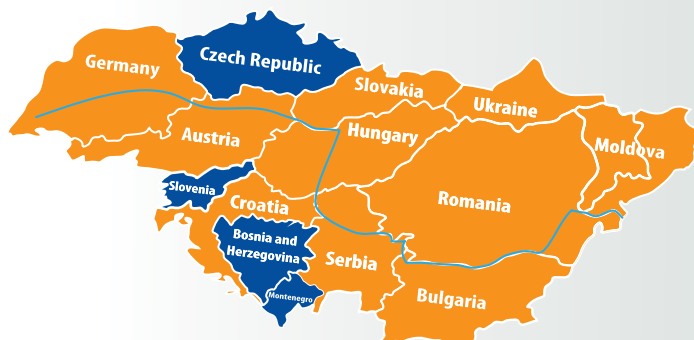 Germany
Czech Republic
Slovakia
Ukraine
Austria
Hungary
Moldova
Slovenia
Croatia
Romania
Bosnia and
Herzegovina
Serbia
Montenegro
Bulgaria